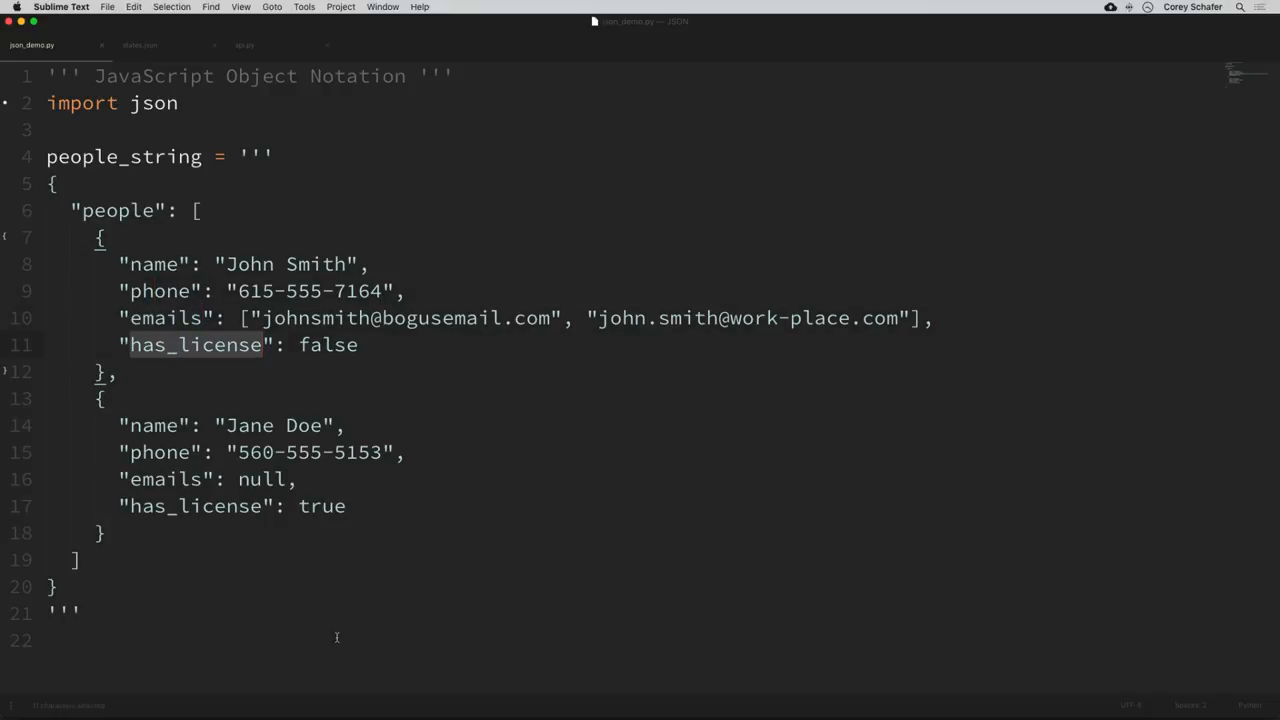 Sublime Text File Edit Selection Find View Goto Tools Project Window Help Corey Schafer
json_demo.py — JSON
json_demo.py states.json api.py
1 ''' JavaScript Object Notation '''
2 import json
3
4 people_string = '''
5 {
6 "people": [
7 {
8 "name": "John Smith",
9 "phone": "615-555-7164",
10 "emails": ["johnsmith@bogusemail.com", "john.smith@work-place.com"],
11 "has_license": false
12 },
13 {
14 "name": "Jane Doe",
15 "phone": "560-555-5153",
16 "emails": null,
17 "has_license": true
18 }
19 ]
20 }
21 '''
22
11 characters selected UTF-8 Spaces: 2 Python